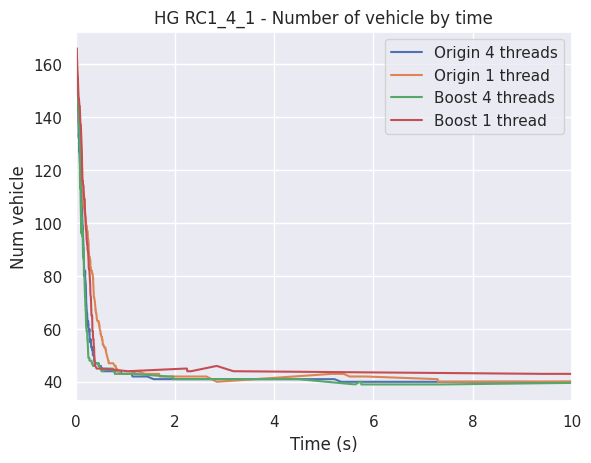 HG RC1_4_1 - Number of vehicle by time
Origin 4 threads
Origin 1 thread
Boost 4 threads
Boost 1 thread
Num vehicle
160
140
120
100
80
60
40
0 2 4 6 8 10
Time (s)